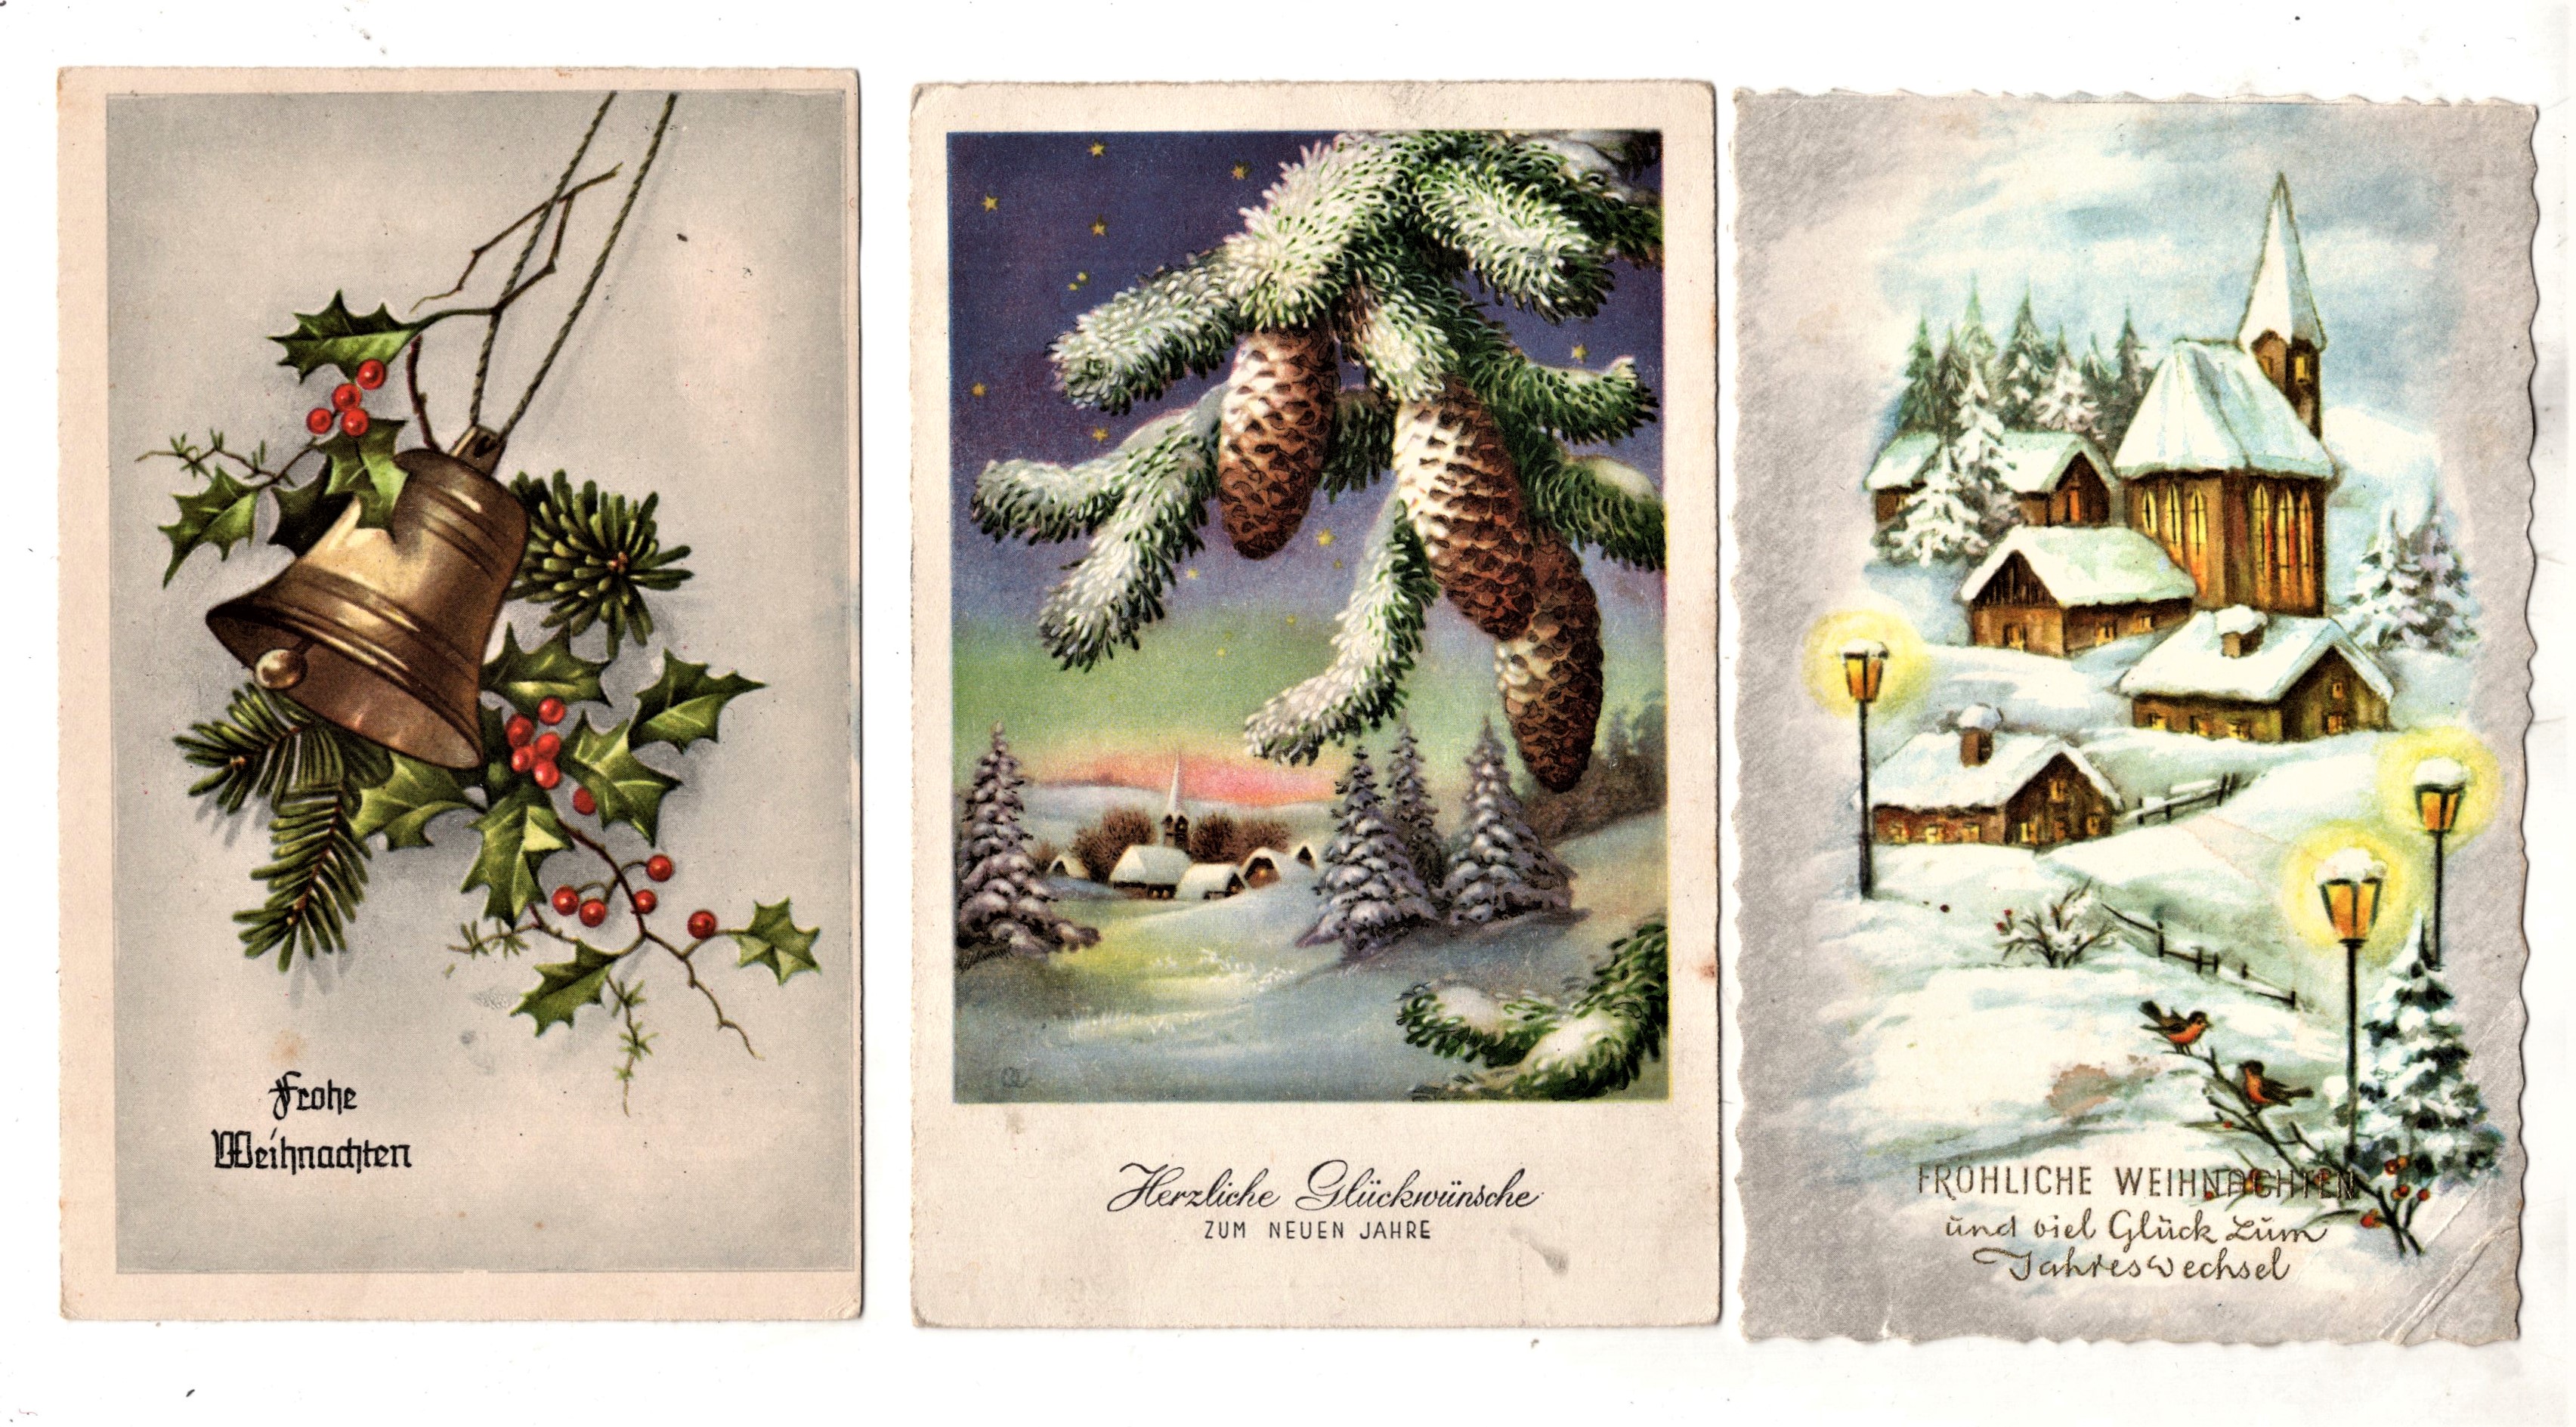 Frohe
Weihnachten
Herzliche Glückwünsche
ZUM NEUEN JAHRE
FRÖHLICHE WEIHNACHTEN
und viel Glück zum
Jahreswechsel